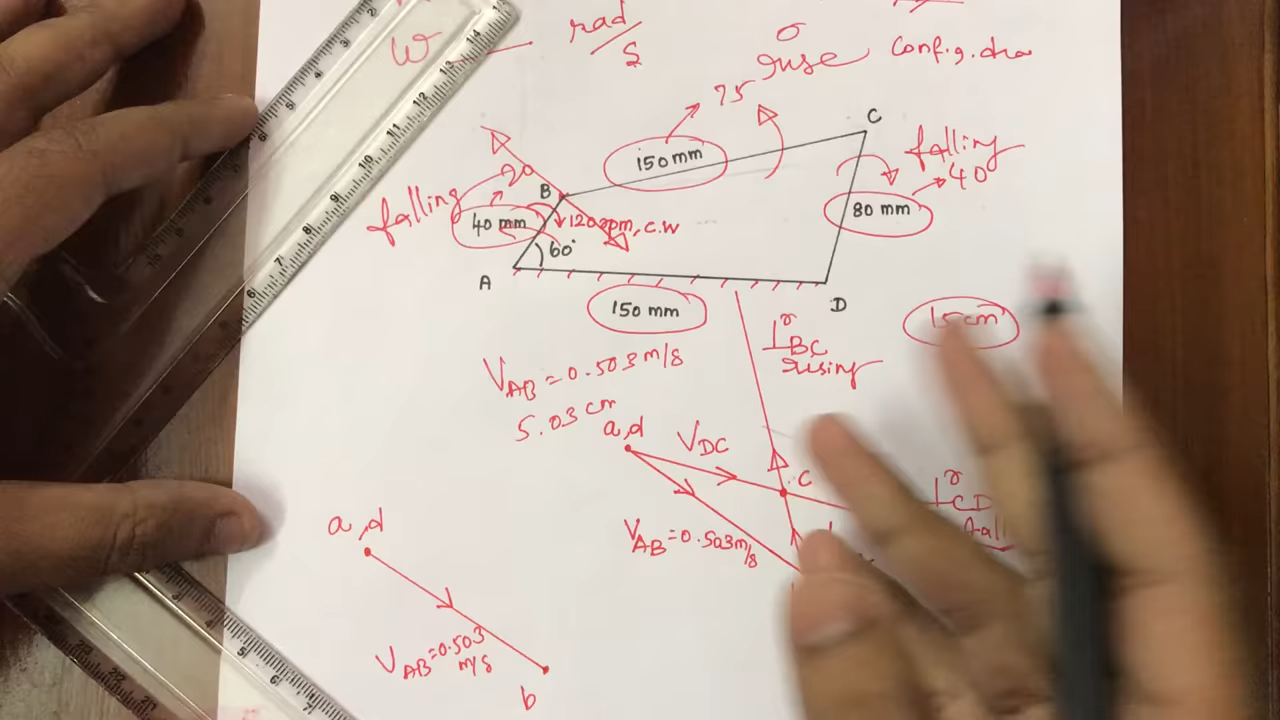 W rad/s
rise Config. dia
75
C
150 mm
falling
40
20
B
falling
40 mm
120 rpm, c.w
80 mm
60°
A
150 mm
D
15 cm
⊥r BC
rising
VAB = 0.503 m/s
5.03 cm
a,d
VDC
C
⊥r CD
VAB = 0.503 m/s
a,d
VAB = 0.503 m/s
b